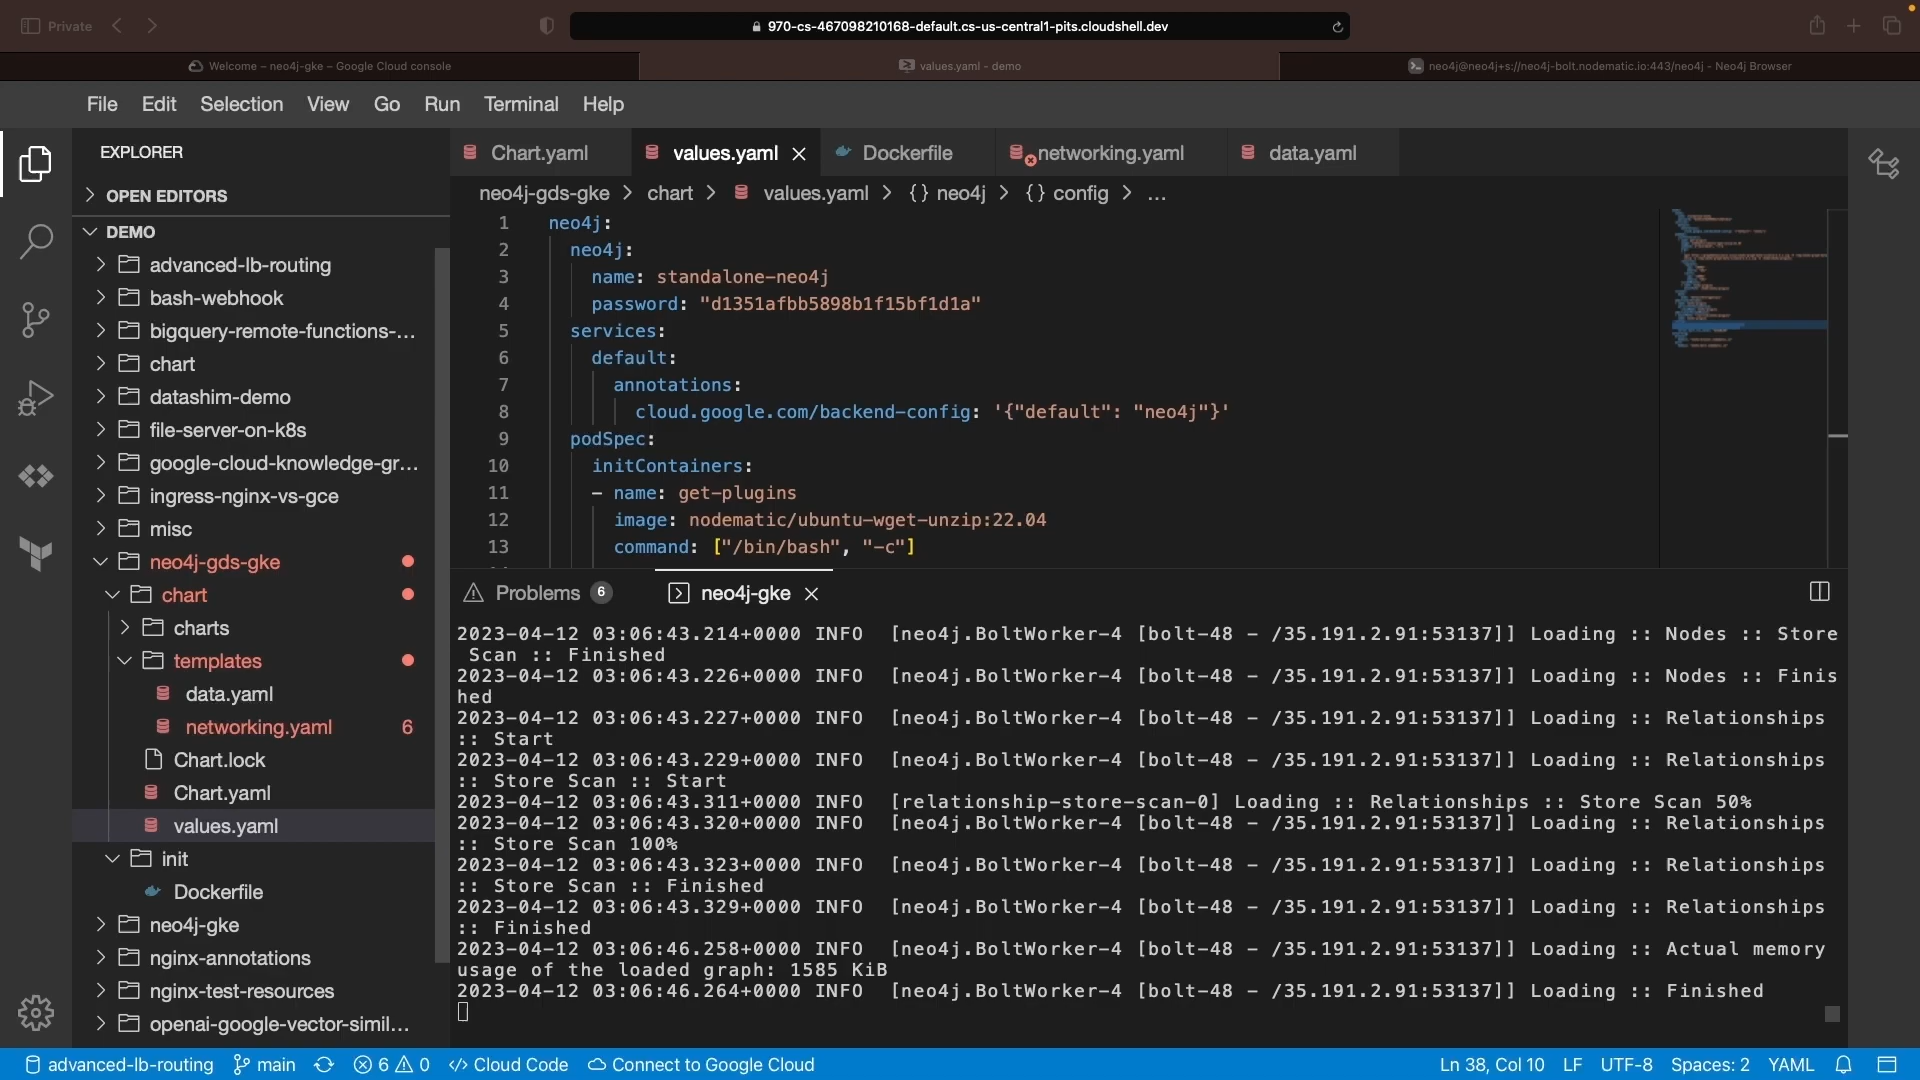 Private
970-cs-467098210168-default.cs-us-central1-pits.cloudshell.dev
Welcome – neo4j-gke – Google Cloud console
values.yaml - demo
neo4j@neo4j+s://neo4j-bolt.nodematic.io:443/neo4j - Neo4j Browser
File Edit Selection View Go Run Terminal Help
EXPLORER
OPEN EDITORS
DEMO
advanced-lb-routing
bash-webhook
bigquery-remote-functions-...
chart
datashim-demo
file-server-on-k8s
google-cloud-knowledge-gr...
ingress-nginx-vs-gce
misc
neo4j-gds-gke
chart
charts
templates
data.yaml
networking.yaml 6
Chart.lock
Chart.yaml
values.yaml
init
Dockerfile
neo4j-gke
nginx-annotations
nginx-test-resources
openai-google-vector-simil...
Chart.yaml values.yaml Dockerfile networking.yaml data.yaml
neo4j-gds-gke > chart > values.yaml > {} neo4j > {} config > ...
1 neo4j:
2 neo4j:
3 name: standalone-neo4j
4 password: "d1351afbb5898b1f15bf1d1a"
5 services:
6 default:
7 annotations:
8 cloud.google.com/backend-config: '{"default": "neo4j"}'
9 podSpec:
10 initContainers:
11 - name: get-plugins
12 image: nodematic/ubuntu-wget-unzip:22.04
13 command: ["/bin/bash", "-c"]
Problems 6 neo4j-gke
2023-04-12 03:06:43.214+0000 INFO [neo4j.BoltWorker-4 [bolt-48 - /35.191.2.91:53137]] Loading :: Nodes :: Store
Scan :: Finished
2023-04-12 03:06:43.226+0000 INFO [neo4j.BoltWorker-4 [bolt-48 - /35.191.2.91:53137]] Loading :: Nodes :: Finis
hed
2023-04-12 03:06:43.227+0000 INFO [neo4j.BoltWorker-4 [bolt-48 - /35.191.2.91:53137]] Loading :: Relationships
:: Start
2023-04-12 03:06:43.229+0000 INFO [neo4j.BoltWorker-4 [bolt-48 - /35.191.2.91:53137]] Loading :: Relationships
:: Store Scan :: Start
2023-04-12 03:06:43.311+0000 INFO [relationship-store-scan-0] Loading :: Relationships :: Store Scan 50%
2023-04-12 03:06:43.320+0000 INFO [neo4j.BoltWorker-4 [bolt-48 - /35.191.2.91:53137]] Loading :: Relationships
:: Store Scan 100%
2023-04-12 03:06:43.323+0000 INFO [neo4j.BoltWorker-4 [bolt-48 - /35.191.2.91:53137]] Loading :: Relationships
:: Store Scan :: Finished
2023-04-12 03:06:43.329+0000 INFO [neo4j.BoltWorker-4 [bolt-48 - /35.191.2.91:53137]] Loading :: Relationships
:: Finished
2023-04-12 03:06:46.258+0000 INFO [neo4j.BoltWorker-4 [bolt-48 - /35.191.2.91:53137]] Loading :: Actual memory
usage of the loaded graph: 1585 KiB
2023-04-12 03:06:46.264+0000 INFO [neo4j.BoltWorker-4 [bolt-48 - /35.191.2.91:53137]] Loading :: Finished
advanced-lb-routing main 6 0 Cloud Code Connect to Google Cloud Ln 38, Col 10 LF UTF-8 Spaces: 2 YAML